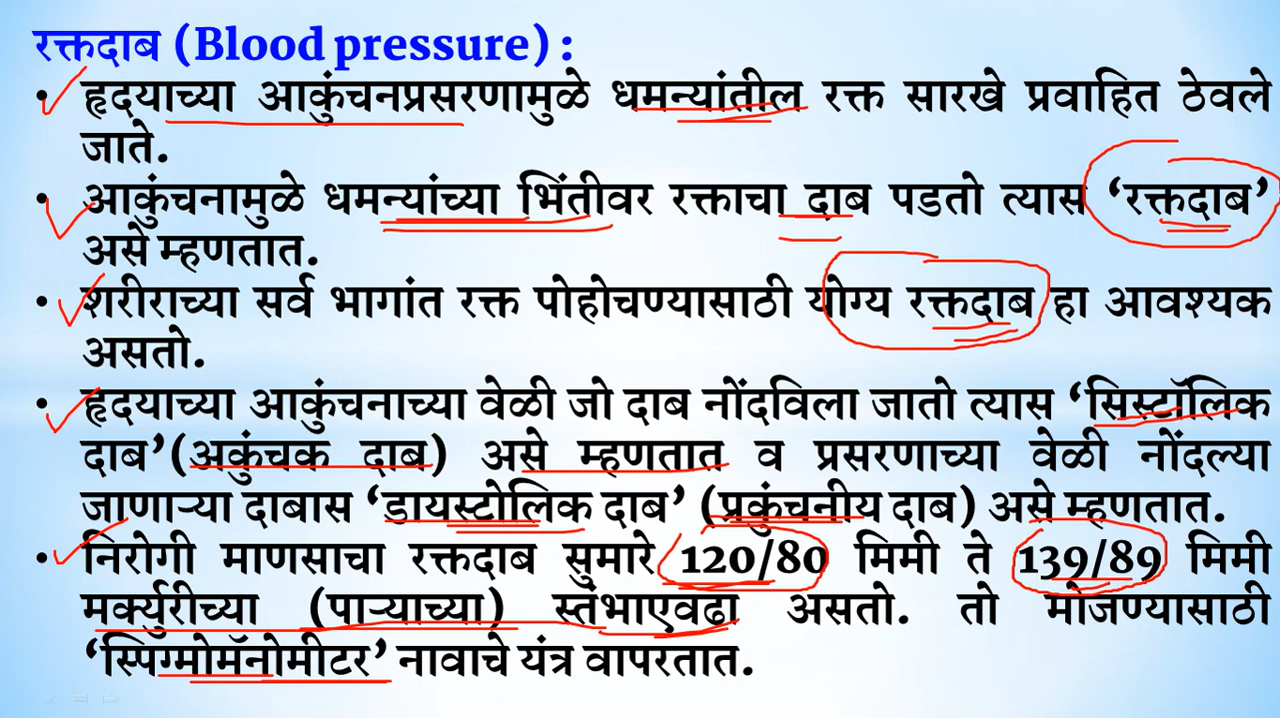 रक्तदाब (Blood pressure) :
• हृदयाच्या आकुंचनप्रसरणामुळे धमन्यांतील रक्त सारखे प्रवाहित ठेवले
जाते.
• आकुंचनामुळे धमन्यांच्या भिंतीवर रक्ताचा दाब पडतो त्यास ‘रक्तदाब’
असे म्हणतात.
• शरीराच्या सर्व भागांत रक्त पोहोचण्यासाठी योग्य रक्तदाब हा आवश्यक
असतो.
• हृदयाच्या आकुंचनाच्या वेळी जो दाब नोंदविला जातो त्यास ‘सिस्टॉलिक
दाब’(अकुंचक दाब) असे म्हणतात व प्रसरणाच्या वेळी नोंदल्या
जाणाऱ्या दाबास ‘डायस्टोलिक दाब’ (प्रकुंचनीय दाब) असे म्हणतात.
• निरोगी माणसाचा रक्तदाब सुमारे 120/80 मिमी ते 139/89 मिमी
मर्क्युरीच्या (पाऱ्याच्या) स्तंभाएवढा असतो. तो मोजण्यासाठी
‘स्पिग्मोमॅनोमीटर’ नावाचे यंत्र वापरतात.